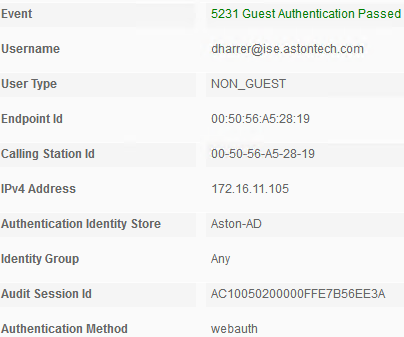 Event 5231 Guest Authentication Passed
Username dharrer@ise.astontech.com
User Type NON_GUEST
Endpoint Id 00:50:56:A5:28:19
Calling Station Id 00-50-56-A5-28-19
IPv4 Address 172.16.11.105
Authentication Identity Store Aston-AD
Identity Group Any
Audit Session Id AC10050200000FFE7B56EE3A
Authentication Method webauth